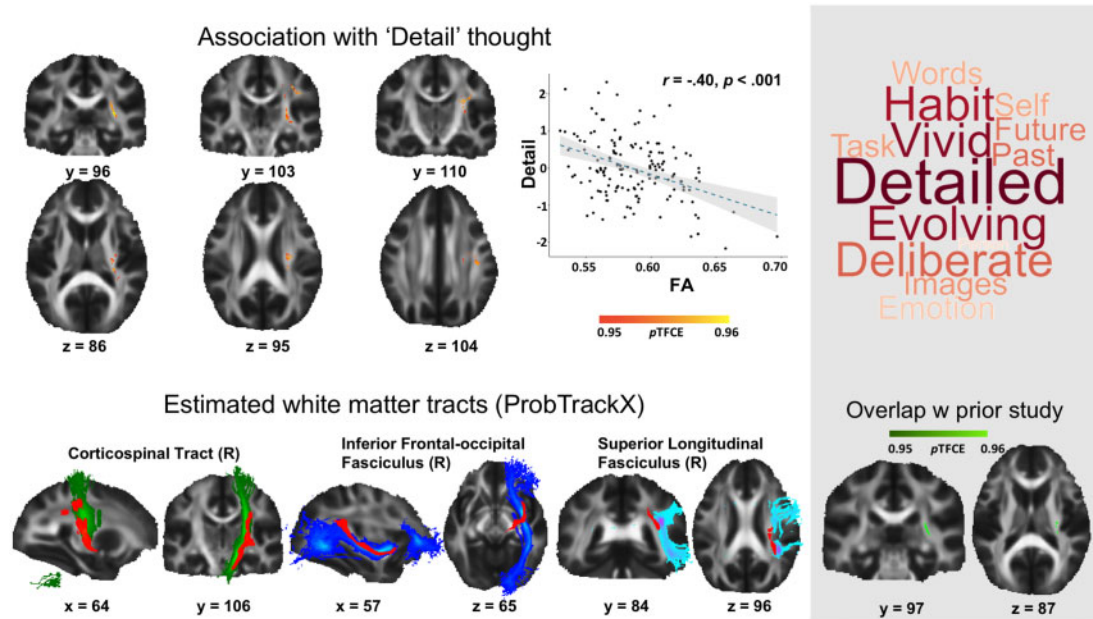 Association with ‘Detail’ thought
y = 96
y = 103
y = 110
z = 86
z = 95
z = 104
r = -.40, p < .001
Detail
2
1
0
-1
-2
0.55
0.60
0.65
0.70
FA
0.95
pTFCE
0.96
Words
Habit
Self
Vivid
Future
Task
Past
Detailed
Evolving
Deliberate
Images
Emotion
Estimated white matter tracts (ProbTrackX)
Corticospinal Tract (R)
Inferior Frontal-occipital
Fasciculus (R)
Superior Longitudinal
Fasciculus (R)
x = 64
y = 106
x = 57
z = 65
y = 84
z = 96
Overlap w prior study
0.95
pTFCE
0.96
y = 97
z = 87